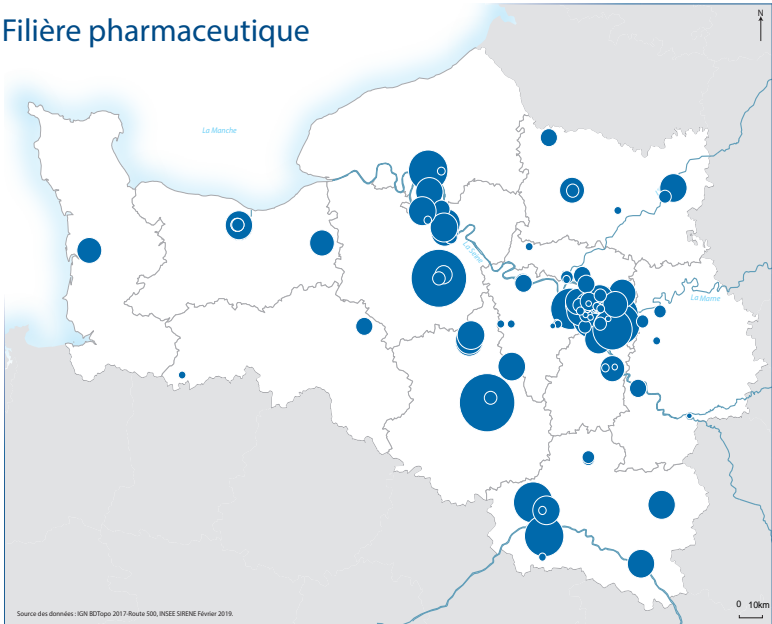 Filière pharmaceutique
N
La Manche
La Seine
La Marne
0 10km
Source des données : IGN BDTopo 2017-Route 500, INSEE SIRENE Février 2019.